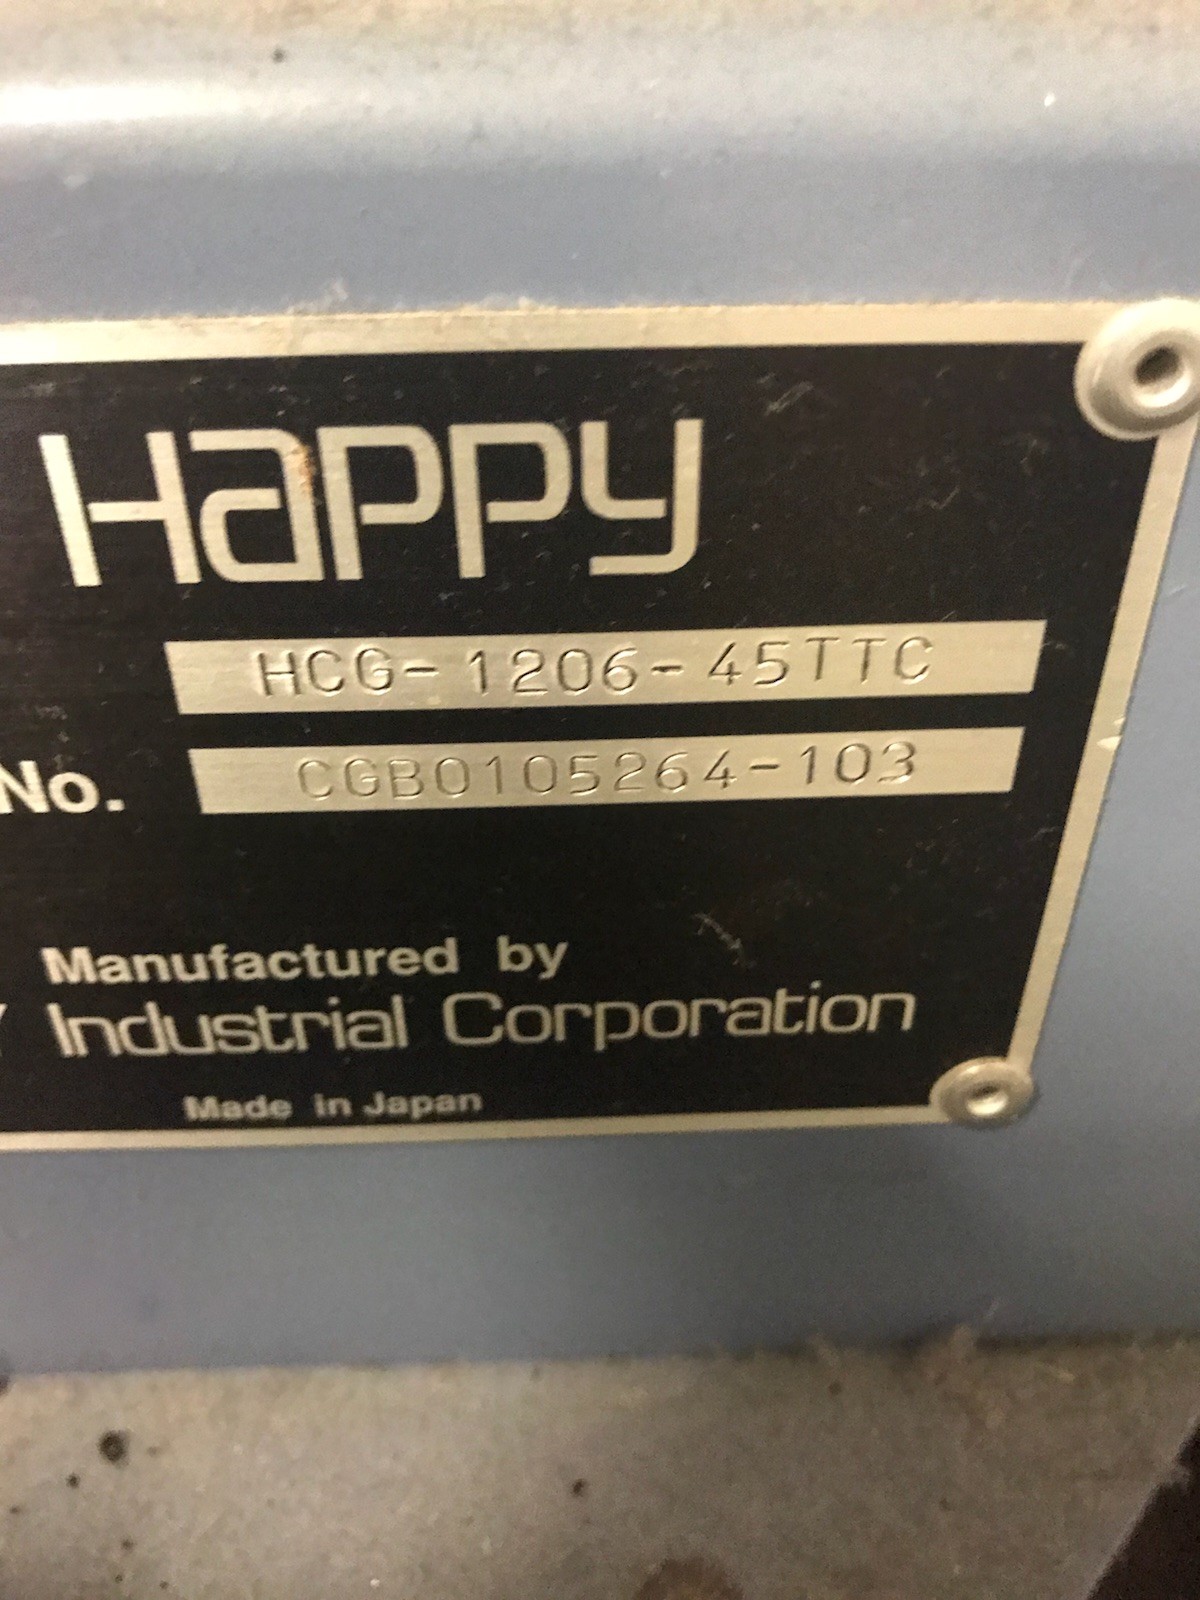 Happy
HCG-1206-45TTC
No. CGB0105264-103
Manufactured by
Industrial Corporation
Made in Japan